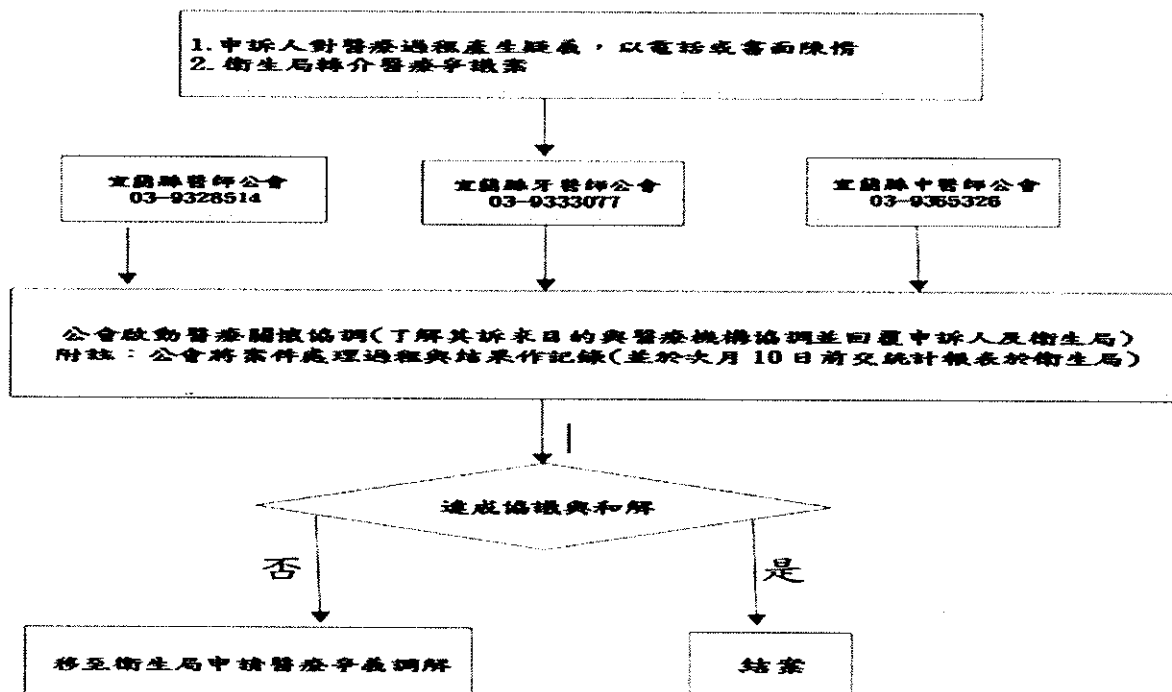 1.申訴人對醫療過程產生疑義，以電話或書面陳情
2.衛生局轉介醫療爭議案
宜蘭縣醫師公會
03-9328514
宜蘭縣牙醫師公會
03-9333077
宜蘭縣中醫師公會
03-9365326
公會啟動醫療關懷協調(了解其訴求目的與醫療機構協調並回覆申訴人及衛生局)
附註：公會將案件處理過程與結果作記錄(並於次月10日前交統計報表於衛生局)
達成協議與和解
否
是
移至衛生局申請醫療爭義調解
結案